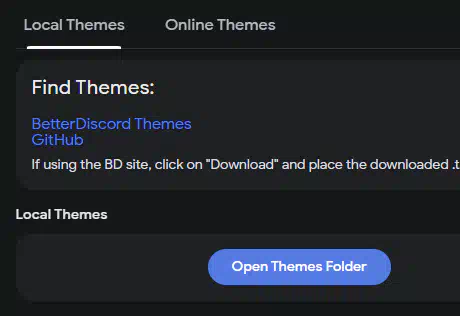 Local Themes Online Themes
Find Themes:
BetterDiscord Themes
GitHub
If using the BD site, click on "Download" and place the downloaded .t
Local Themes
Open Themes Folder